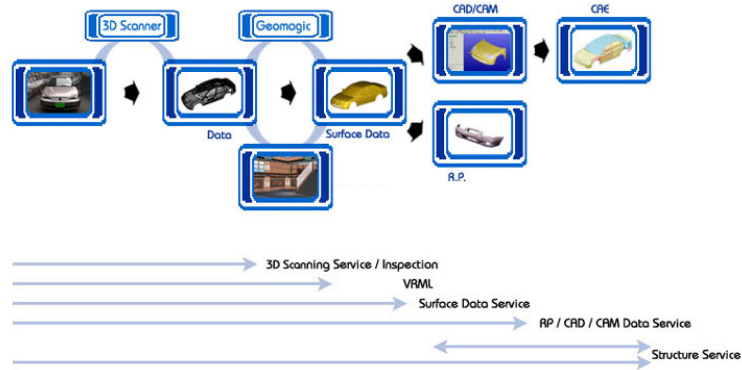 CAD/CAM
CAE
3D Scanner
Geomagic
Data
Surface Data
R.P.
3D Scanning Service / Inspection
VRML
Surface Data Service
RP / CAD / CAM Data Service
Structure Service